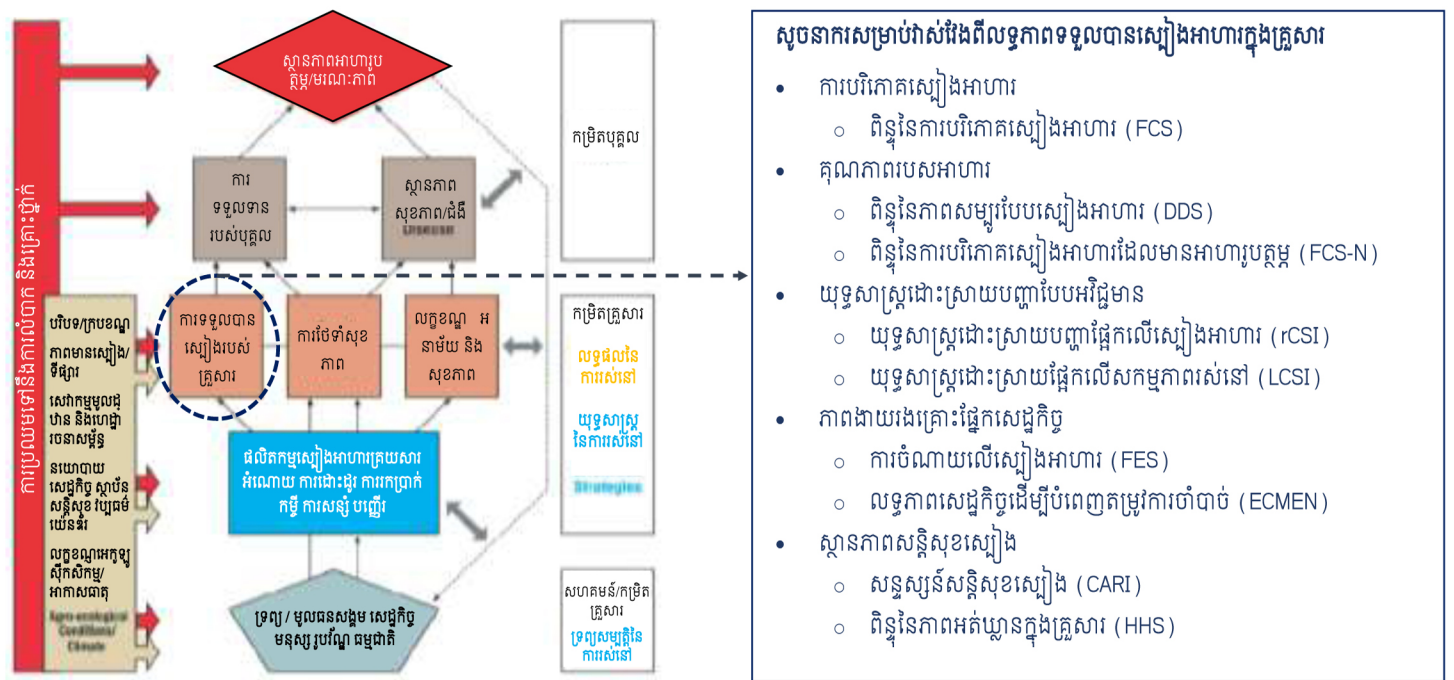 ការប្រឈមទៅនឹងការលំបាក និងគ្រោះថ្នាក់
ស្ថានភាពអាហារូប
ត្ថម្ភ/មរណៈភាព
ការ
ទទួលទាន
របស់បុគ្គល
ស្ថានភាព
សុខភាព/ជំងឺ
Disease
កម្រិតបុគ្គល
បរិបទ/ក្របខណ្ឌ
ភាពមានស្បៀង/
ទីផ្សារ
សេវាកម្មមូលដ្ឋ
ឋាន និងហេដ្ឋា
រចនាសម្ព័ន្ធ
នយោបាយ
សេដ្ឋកិច្ច ស្ថាប័ន
សន្តិសុខ វប្បធម៌
យ៉េនឌ័រ
លក្ខខណ្ឌអេកូឡូ
ស៊ីកសិកម្ម/
អាកាសធាតុ
Agro-ecological
Conditions/
Climate
ការទទួលបាន
ស្បៀងរបស់
គ្រួសារ
ការថែទាំសុខ
ភាព
លក្ខខណ្ឌ អ
នាម័យ និង
សុខភាព
កម្រិតគ្រួសារ
លទ្ធផលនៃ
ការរស់នៅ
យុទ្ធសាស្ត្រ
នៃការរស់នៅ
Strategies
ផលិតកម្មស្បៀងអាហារគ្រួយសារ
អំណោយ ការដោះដូរ ការរកប្រាក់
កម្ចី ការសន្សំ បញ្ញើរ
ទ្រព្យ / មូលធនសង្គម សេដ្ឋកិច្ច
មនុស្ស រូបវ័ណ្ឌ ធម្មជាតិ
សហគមន៍/កម្រិត
គ្រួសារ
ទ្រព្យសម្បត្តិនៃ
ការរស់នៅ
សូចនាករសម្រាប់វាស់វែងពីលទ្ធភាពទទួលបានស្បៀងអាហារក្នុងគ្រួសារ
• ការបរិភោគស្បៀងអាហារ
o ពិន្ទុនៃការបរិភោគស្បៀងអាហារ (FCS)
• គុណភាពរបសអាហារ
o ពិន្ទុនៃភាពសម្បូរបែបស្បៀងអាហារ (DDS)
o ពិន្ទុនៃការបរិភោគស្បៀងអាហារដែលមានអាហារូបត្ថម្ភ (FCS-N)
• យុទ្ធសាស្ត្រដោះស្រាយបញ្ហាបែបអវិជ្ជមាន
o យុទ្ធសាស្ត្រដោះស្រាយបញ្ហាផ្អែកលើស្បៀងអាហារ (rCSI)
o យុទ្ធសាស្ត្រដោះស្រាយផ្អែកលើសកម្មភាពរស់នៅ (LCSI)
• ភាពងាយរងគ្រោះផ្នែកសេដ្ឋកិច្ច
o ការចំណាយលើស្បៀងអាហារ (FES)
o លទ្ធភាពសេដ្ឋកិច្ចដើម្បីបំពេញតម្រូវការចាំបាច់ (ECMEN)
• ស្ថានភាពសន្តិសុខស្បៀង
o សន្ទស្សន៍សន្តិសុខស្បៀង (CARI)
o ពិន្ទុនៃភាពអត់ឃ្លានក្នុងគ្រួសារ (HHS)